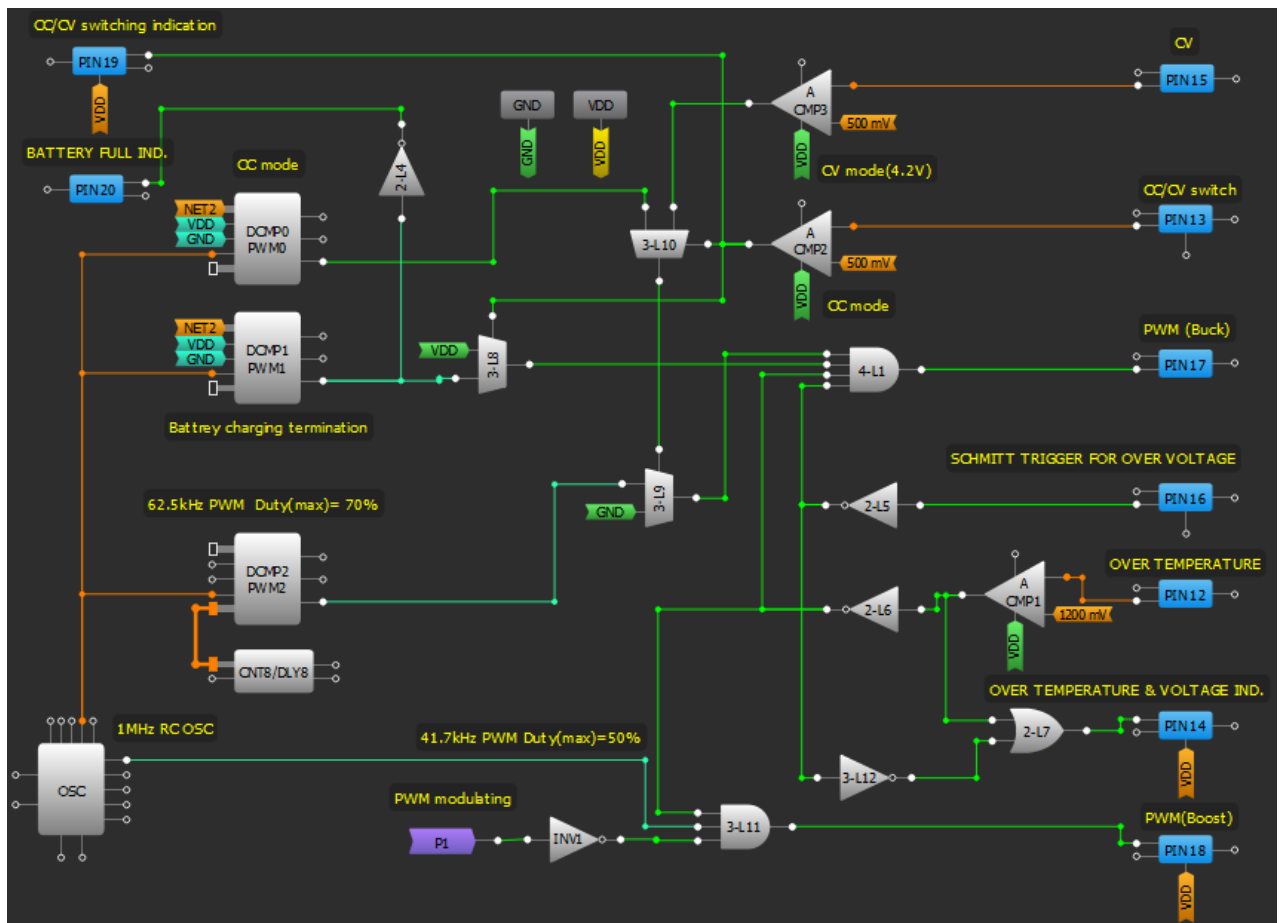 CC/CV switching indication
PIN19
VDD
BATTERY FULL IND.
PIN20
CC mode
2-L4
GND
VDD
GND
VDD
NET2
VDD
GND
DCMP0
PWM0
NET2
VDD
GND
DCMP1
PWM1
Battrey charging termination
VDD
3-L8
3-L10
A
CMP3
500 mV
VDD
CV mode(4.2V)
CV
PIN15
A
CMP2
500 mV
VDD
CC mode
CC/CV switch
PIN13
PWM (Buck)
4-L1
PIN17
62.5kHz PWM Duty(max)= 70%
DCMP2
PWM2
CNT8/DLY8
GND
3-L9
SCHMITT TRIGGER FOR OVER VOLTAGE
2-L5
PIN16
OVER TEMPERATURE
2-L6
A
CMP1
1200 mV
VDD
PIN12
OVER TEMPERATURE & VOLTAGE IND.
2-L7
PIN14
VDD
3-L12
1MHz RC OSC
OSC
41.7kHz PWM Duty(max)=50%
PWM modulating
P1
INV1
3-L11
PWM(Boost)
PIN18
VDD